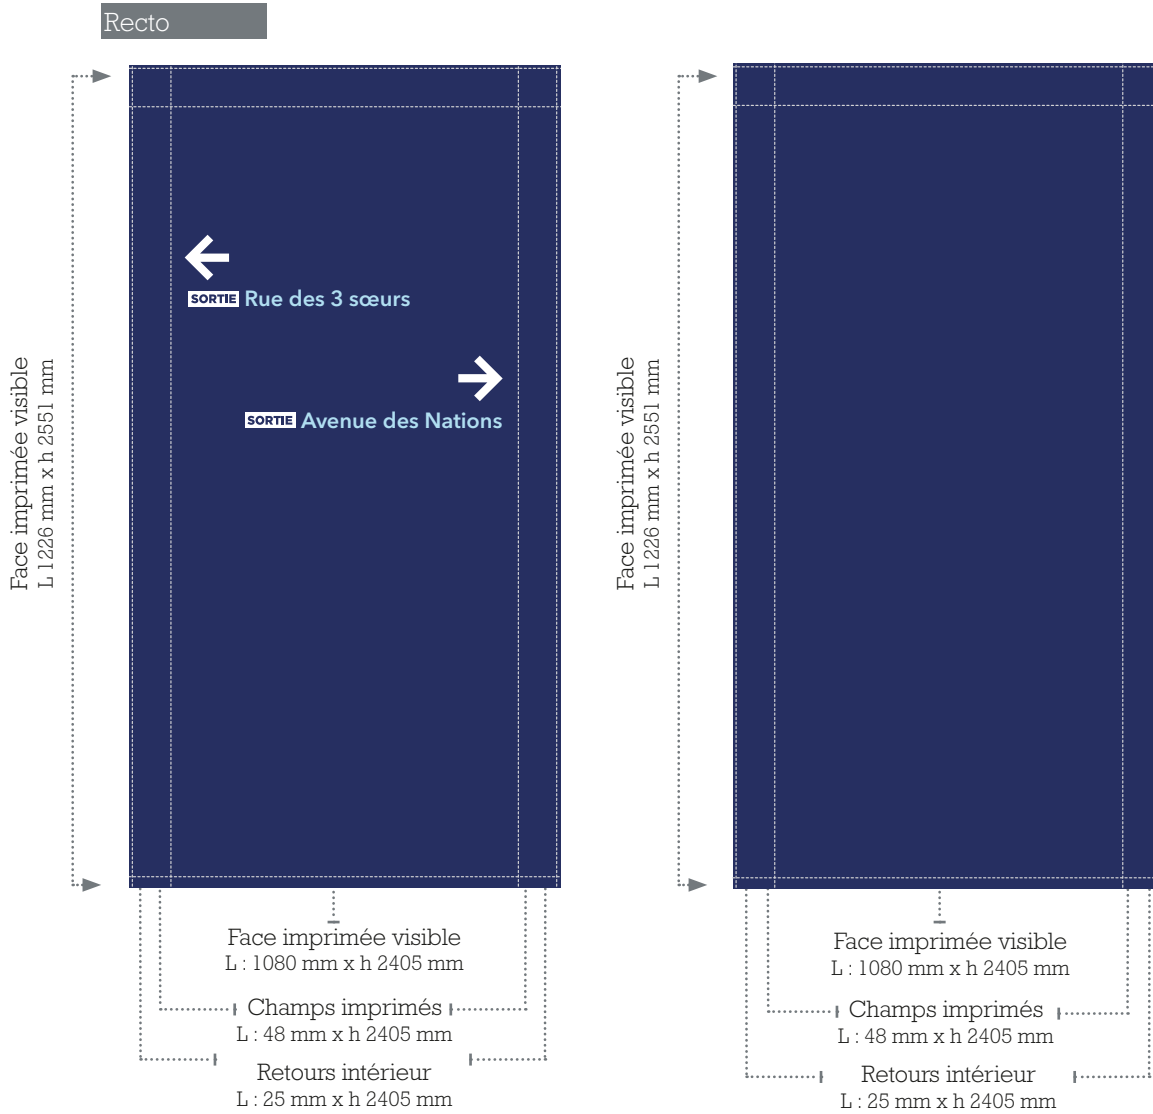 Recto
SORTIE Rue des 3 sœurs
SORTIE Avenue des Nations
Face imprimée visible
L 1226 mm x h 2551 mm
Face imprimée visible
L : 1080 mm x h 2405 mm
Champs imprimés
L : 48 mm x h 2405 mm
Retours intérieur
L : 25 mm x h 2405 mm
Face imprimée visible
L 1226 mm x h 2551 mm
Face imprimée visible
L : 1080 mm x h 2405 mm
Champs imprimés
L : 48 mm x h 2405 mm
Retours intérieur
L : 25 mm x h 2405 mm